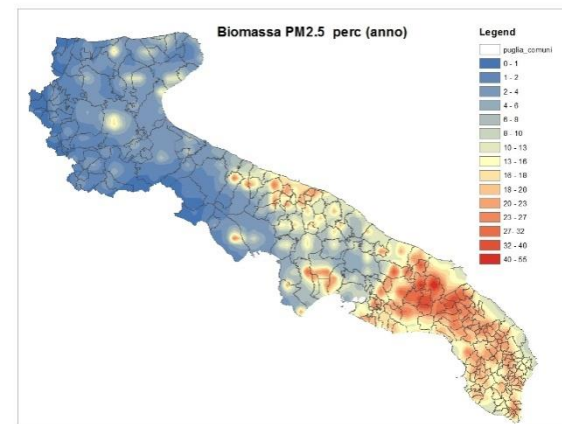 Biomassa PM2.5 perc (anno)
Legend
puglia_comuni
0 - 1
1 - 2
2 - 4
4 - 6
6 - 8
8 - 10
10 - 13
13 - 16
16 - 18
18 - 20
20 - 23
23 - 27
27 - 32
32 - 40
40 - 55